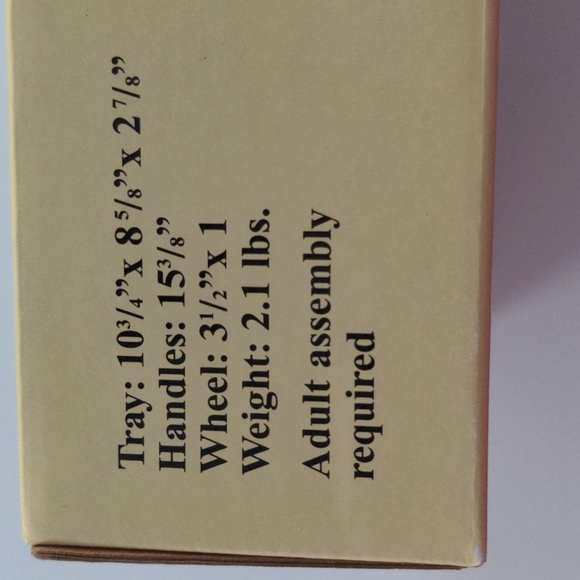 Tray: 10³/₄”x 8⁵/₈”x 2⁷/₈”
Handles: 15³/₈”
Wheel: 3¹/₂”x 1
Weight: 2.1 lbs.
Adult assembly
required